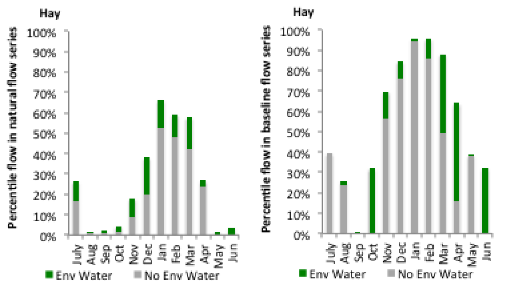 Hay
Percentile flow in natural flow series
100%
90%
80%
70%
60%
50%
40%
30%
20%
10%
0%
July Aug Sep Oct Nov Dec Jan Feb Mar Apr May Jun
Env Water No Env Water
Hay
Percentile flow in baseline flow series
100%
90%
80%
70%
60%
50%
40%
30%
20%
10%
0%
July Aug Sep Oct Nov Dec Jan Feb Mar Apr May Jun
Env Water No Env Water